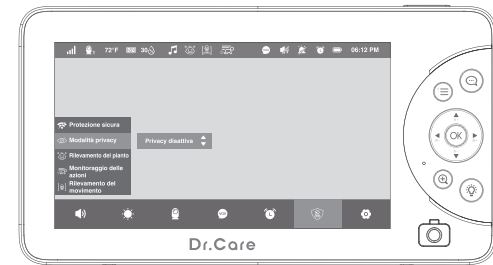 72°F 30 06:12 PM
Protezione sicura
Modalità privacy
Privacy disattiva
Rilevamento del pianto
Monitoraggio delle
azioni
Rilevamento del
movimento
VOX
OK
Dr.Care